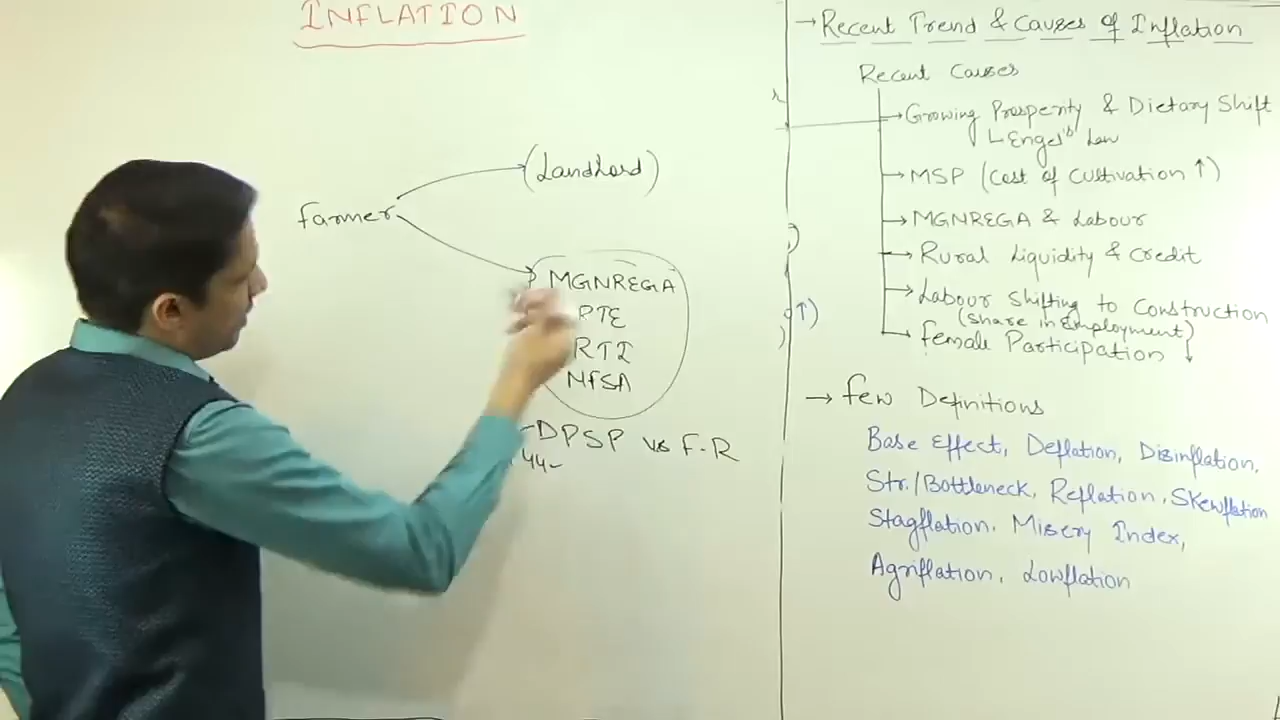 INFLATION
Farmer
(Landlord)
MGNREGA
RTE
RTI
NFSA
DPSP vs F.R
44
→ Recent Trend & Causes of Inflation
Recent Causes
→ Growing Prosperity & Dietary Shift
↳ Engel's Law
→ MSP (Cost of Cultivation ↑)
→ MGNREGA & Labour
→ Rural Liquidity & Credit
→ Labour Shifting to Construction
(Share in Employment)
→ Female Participation ↓
→ Few Definitions
Base Effect, Deflation, Disinflation,
Str./Bottleneck, Reflation, Skewflation
Stagflation, Misery Index,
Agriflation, Lowflation